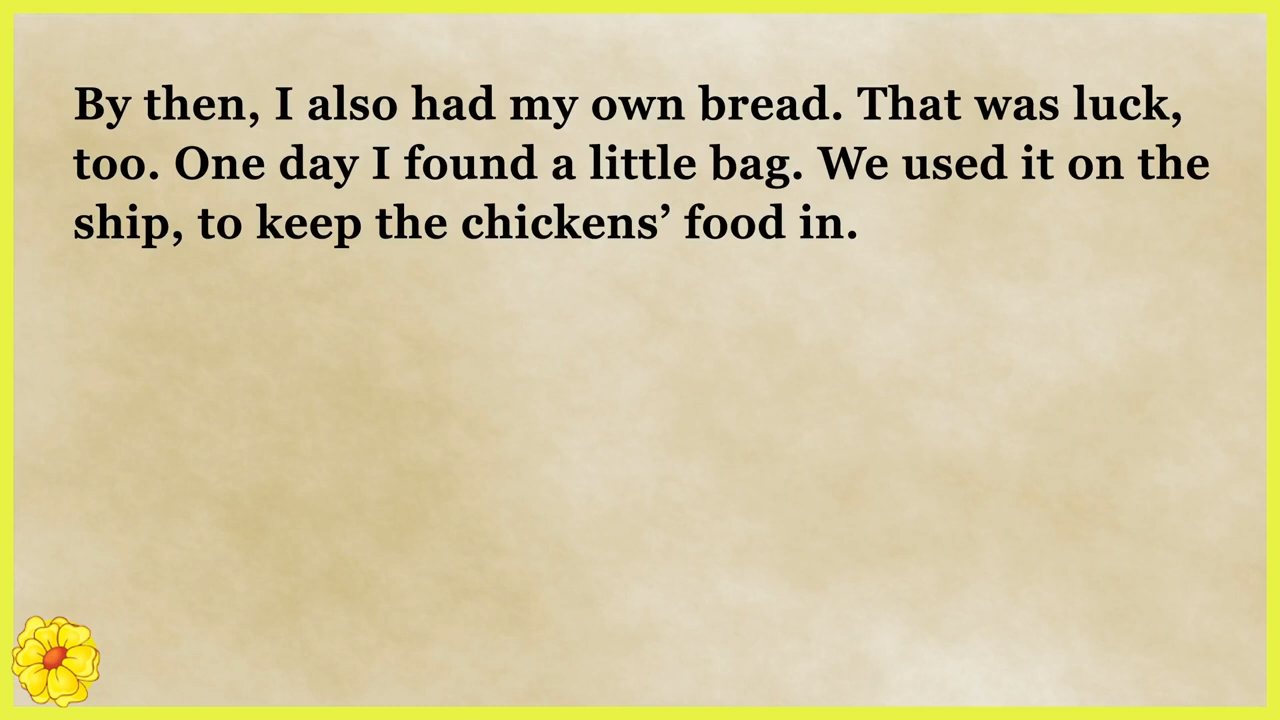 By then, I also had my own bread. That was luck,
too. One day I found a little bag. We used it on the
ship, to keep the chickens’ food in.